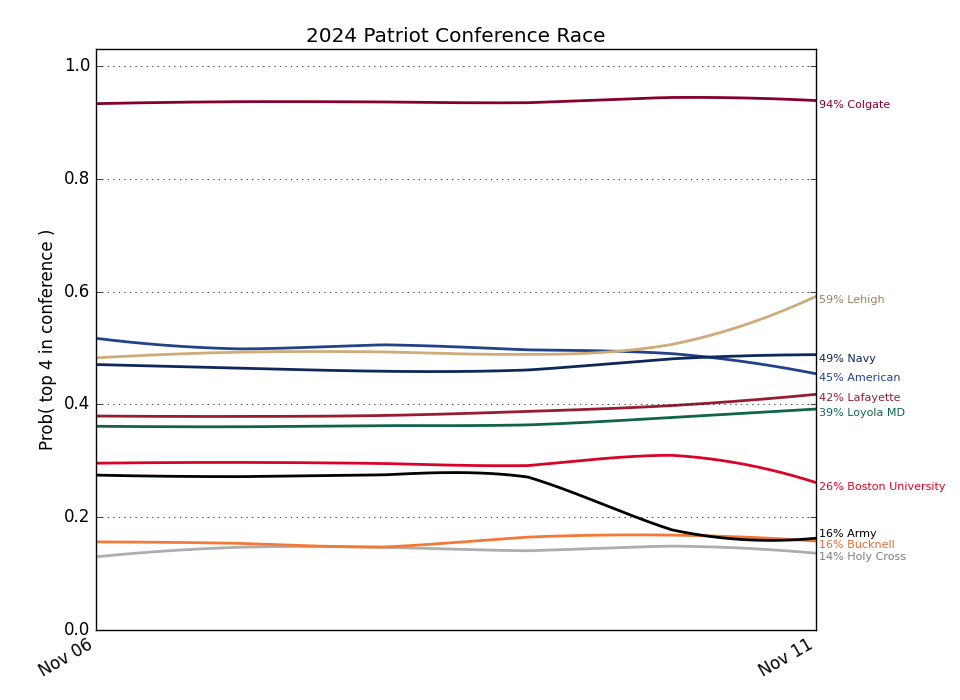 2024 Patriot Conference Race
Prob( top 4 in conference )
1.0
0.8
0.6
0.4
0.2
0.0
Nov 06
Nov 11
94% Colgate
59% Lehigh
49% Navy
45% American
42% Lafayette
39% Loyola MD
26% Boston University
16% Army
16% Bucknell
14% Holy Cross